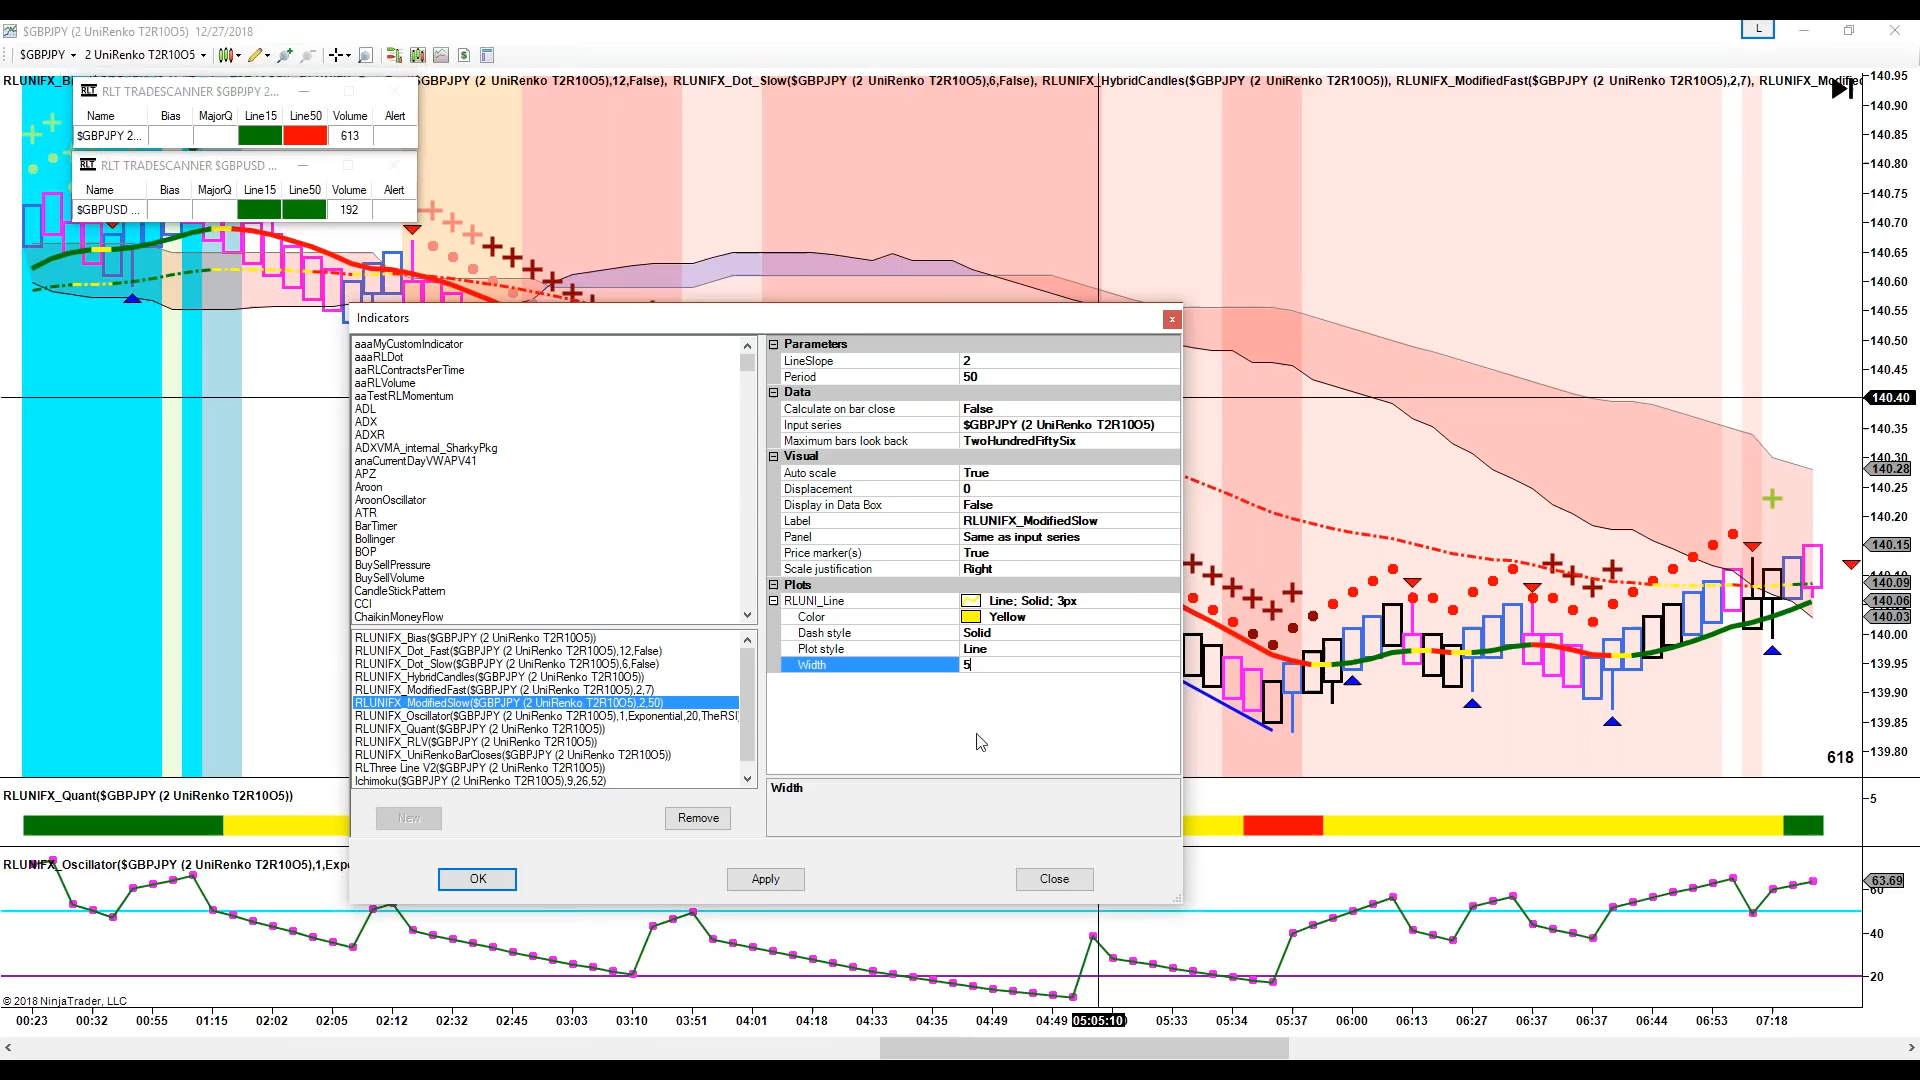 $GBPJPY (2 UniRenko T2R10O5) 12/27/2018
L
$GBPJPY
2 UniRenko T2R10O5
$GBPJPY (2 UniRenko T2R10O5),12,False), RLUNIFX_Dot_Slow($GBPJPY (2 UniRenko T2R10O5),6,False), RLUNIFX_HybridCandles($GBPJPY (2 UniRenko T2R10O5)), RLUNIFX_ModifiedFast($GBPJPY (2 UniRenko T2R10O5),2,7),
RLT TRADESCANNER $GBPJPY 2...
Name Bias MajorQ Line15 Line50 Volume Alert
$GBPJPY 2... 613
RLT TRADESCANNER $GBPUSD ...
Name Bias MajorQ Line15 Line50 Volume Alert
$GBPUSD ... 192
Indicators
x
aaaMyCustomIndicator
aaaRLDot
aaRLContractsPerTime
aaRLVolume
aaTestRLMomentum
ADL
ADX
ADXR
ADXVMA_internal_SharkyPkg
anaCurrentDayVWAPV41
APZ
Aroon
AroonOscillator
ATR
BarTimer
Bollinger
BOP
BuySellPressure
BuySellVolume
CandleStickPattern
CCI
ChaikinMoneyFlow
RLUNIFX_Bias($GBPJPY (2 UniRenko T2R10O5))
RLUNIFX_Dot_Fast($GBPJPY (2 UniRenko T2R10O5),12,False)
RLUNIFX_Dot_Slow($GBPJPY (2 UniRenko T2R10O5),6,False)
RLUNIFX_HybridCandles($GBPJPY (2 UniRenko T2R10O5))
RLUNIFX_ModifiedFast($GBPJPY (2 UniRenko T2R10O5),2,7)
RLUNIFX_ModifiedSlow($GBPJPY (2 UniRenko T2R10O5),2,50)
RLUNIFX_Oscillator($GBPJPY (2 UniRenko T2R10O5),1,Exponential,20,TheRSI
RLUNIFX_Quant($GBPJPY (2 UniRenko T2R10O5))
RLUNIFX_RLV($GBPJPY (2 UniRenko T2R10O5))
RLUNIFX_UniRenkoBarCloses($GBPJPY (2 UniRenko T2R10O5))
RLThree Line V2($GBPJPY (2 UniRenko T2R10O5))
Ichimoku($GBPJPY (2 UniRenko T2R10O5),9,26,52)
New
Remove
OK
Apply
Close
Parameters
LineSlope 2
Period 50
Data
Calculate on bar close False
Input series $GBPJPY (2 UniRenko T2R10O5)
Maximum bars look back TwoHundredFiftySix
Visual
Auto scale True
Displacement 0
Display in Data Box False
Label RLUNIFX_ModifiedSlow
Panel Same as input series
Price marker(s) True
Scale justification Right
Plots
RLUNI_Line Line; Solid; 3px
Color Yellow
Dash style Solid
Plot style Line
Width 5
Width
140.95
140.90
140.85
140.80
140.75
140.70
140.65
140.60
140.55
140.50
140.45
140.40
140.35
140.30
140.28
140.25
140.20
140.15
140.09
140.06
140.03
140.00
139.95
139.90
139.85
139.80
618
RLUNIFX_Quant($GBPJPY (2 UniRenko T2R10O5))
5
63.69
60
40
20
© 2018 NinjaTrader, LLC
00:23 00:32 00:55 01:15 02:02 02:05 02:12 02:32 02:45 03:03 03:10 03:51 04:01 04:18 04:33 04:35 04:49 04:49 05:05:10 05:33 05:34 05:37 06:00 06:13 06:27 06:37 06:37 06:44 06:53 07:18